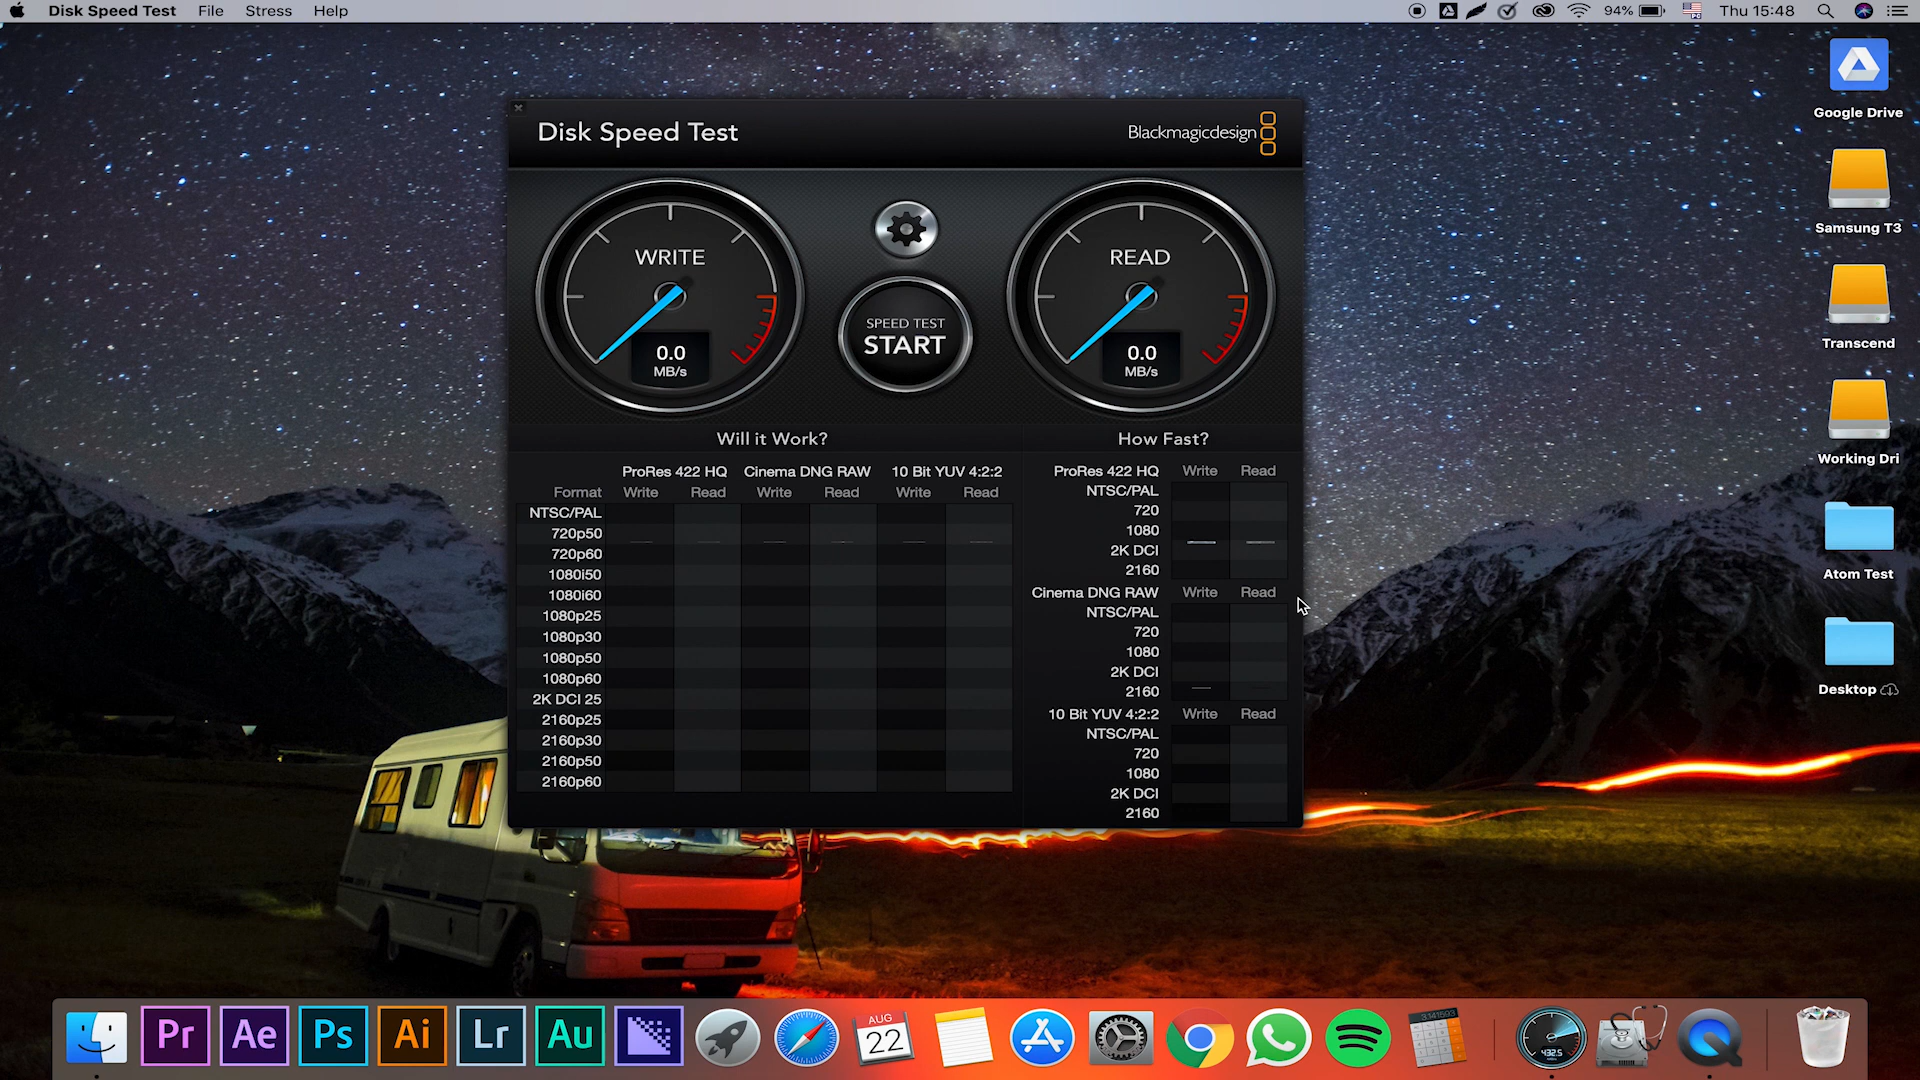 Disk Speed Test File Stress Help
94% Thu 15:48
Google Drive
Samsung T3
Transcend
Working Dri
Atom Test
Desktop
Disk Speed Test
Blackmagicdesign
WRITE
0.0
MB/s
SPEED TEST
START
READ
0.0
MB/s
Will it Work?
ProRes 422 HQ Cinema DNG RAW 10 Bit YUV 4:2:2
Format Write Read Write Read Write Read
NTSC/PAL
720p50
720p60
1080i50
1080i60
1080p25
1080p30
1080p50
1080p60
2K DCI 25
2160p25
2160p30
2160p50
2160p60
How Fast?
ProRes 422 HQ Write Read
NTSC/PAL
720
1080
2K DCI
2160
Cinema DNG RAW Write Read
NTSC/PAL
720
1080
2K DCI
2160
10 Bit YUV 4:2:2 Write Read
NTSC/PAL
720
1080
2K DCI
2160
Pr Ae Ps Ai Lr Au
AUG
22
3.141593
432.5